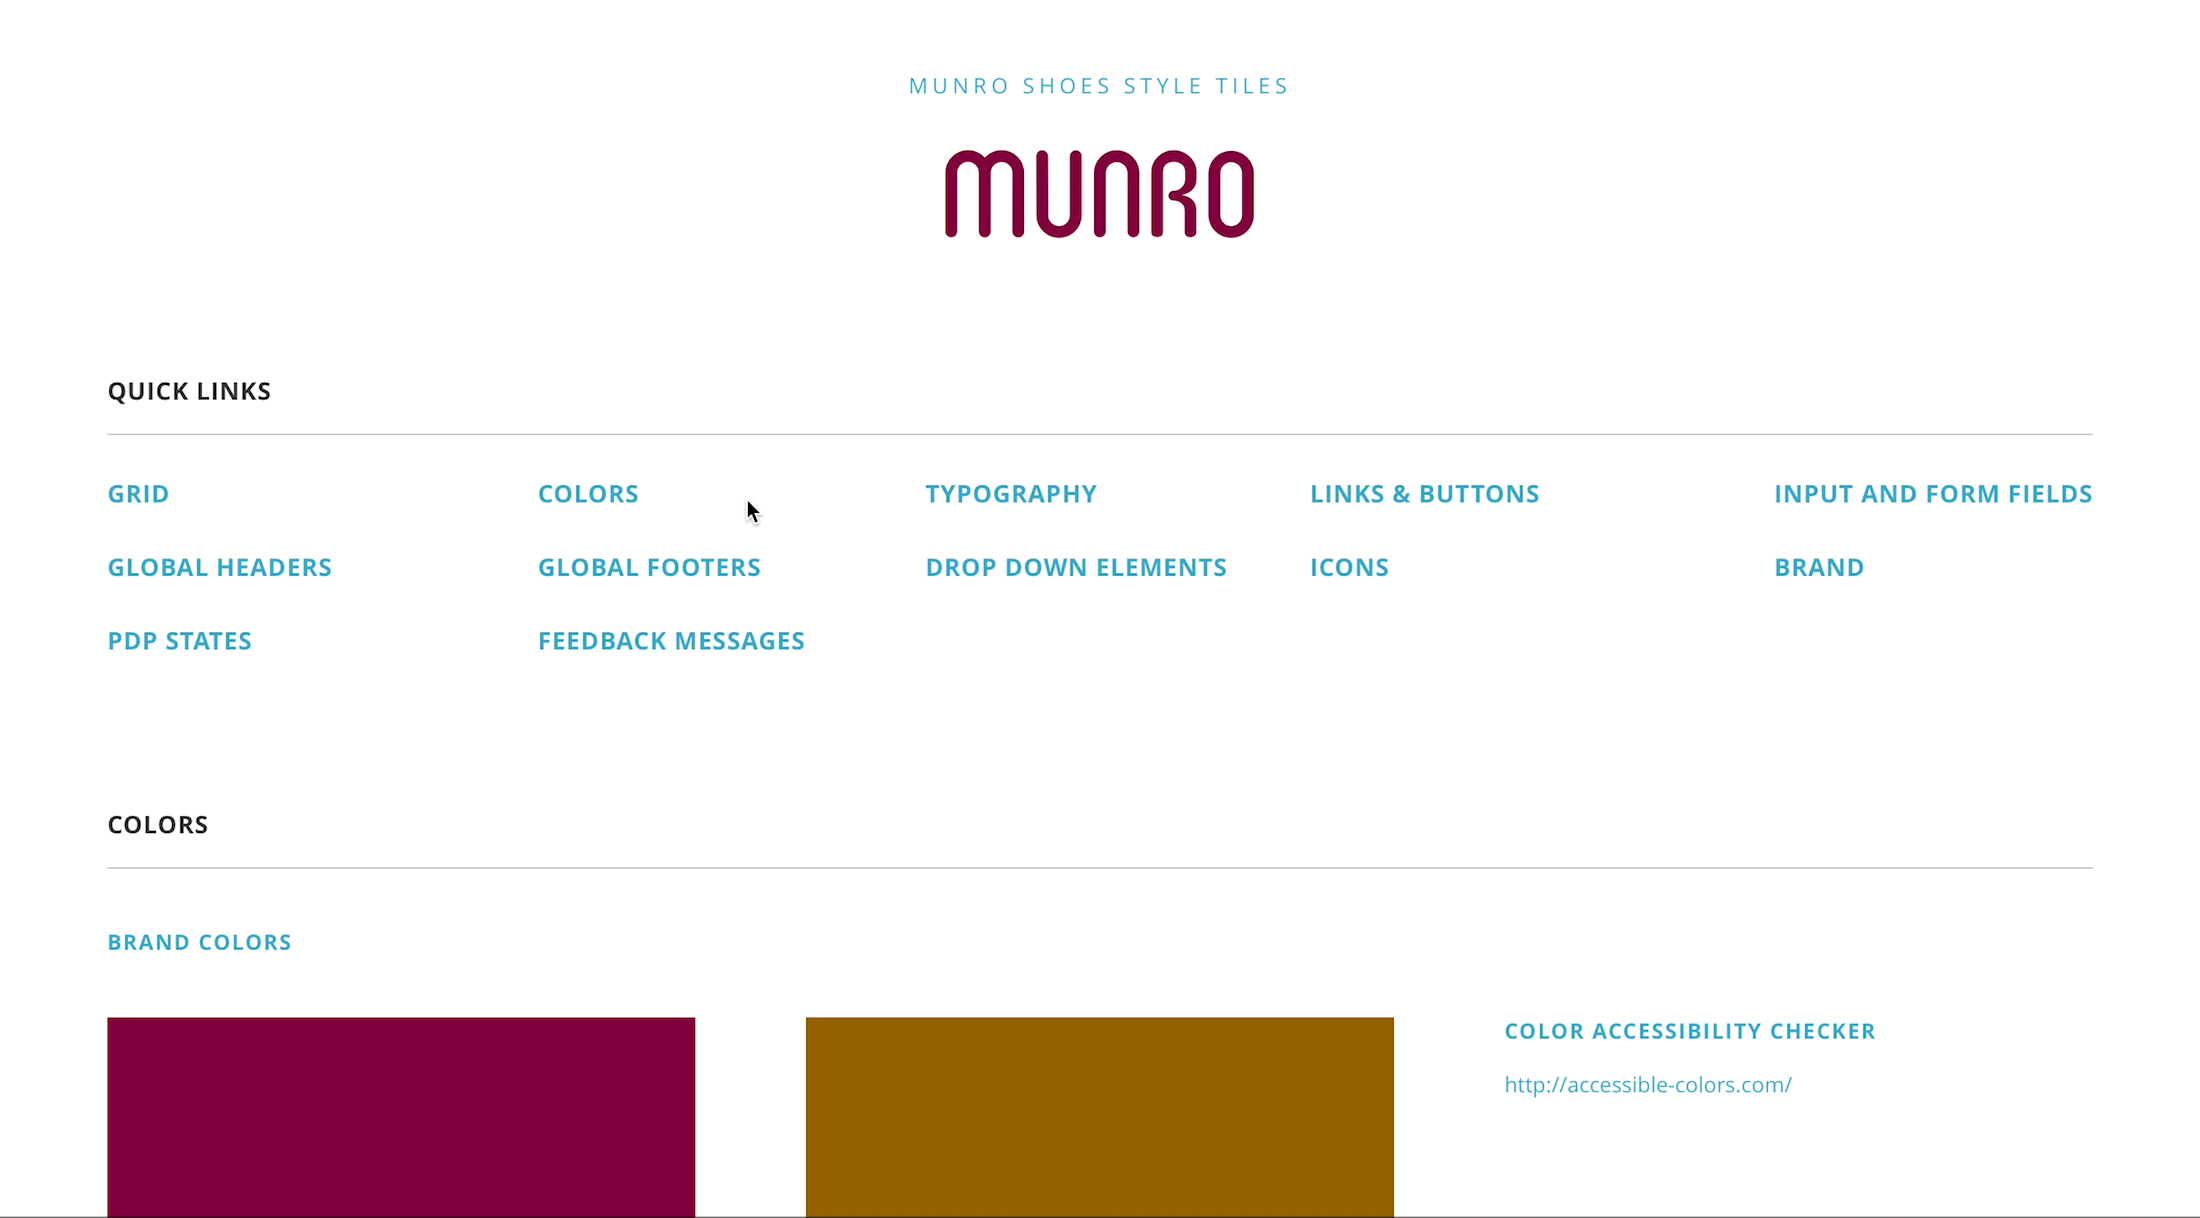 MUNRO SHOES STYLE TILES
MUNRO
QUICK LINKS
GRID COLORS TYPOGRAPHY LINKS & BUTTONS INPUT AND FORM FIELDS
GLOBAL HEADERS GLOBAL FOOTERS DROP DOWN ELEMENTS ICONS BRAND
PDP STATES FEEDBACK MESSAGES
COLORS
BRAND COLORS
COLOR ACCESSIBILITY CHECKER
http://accessible-colors.com/